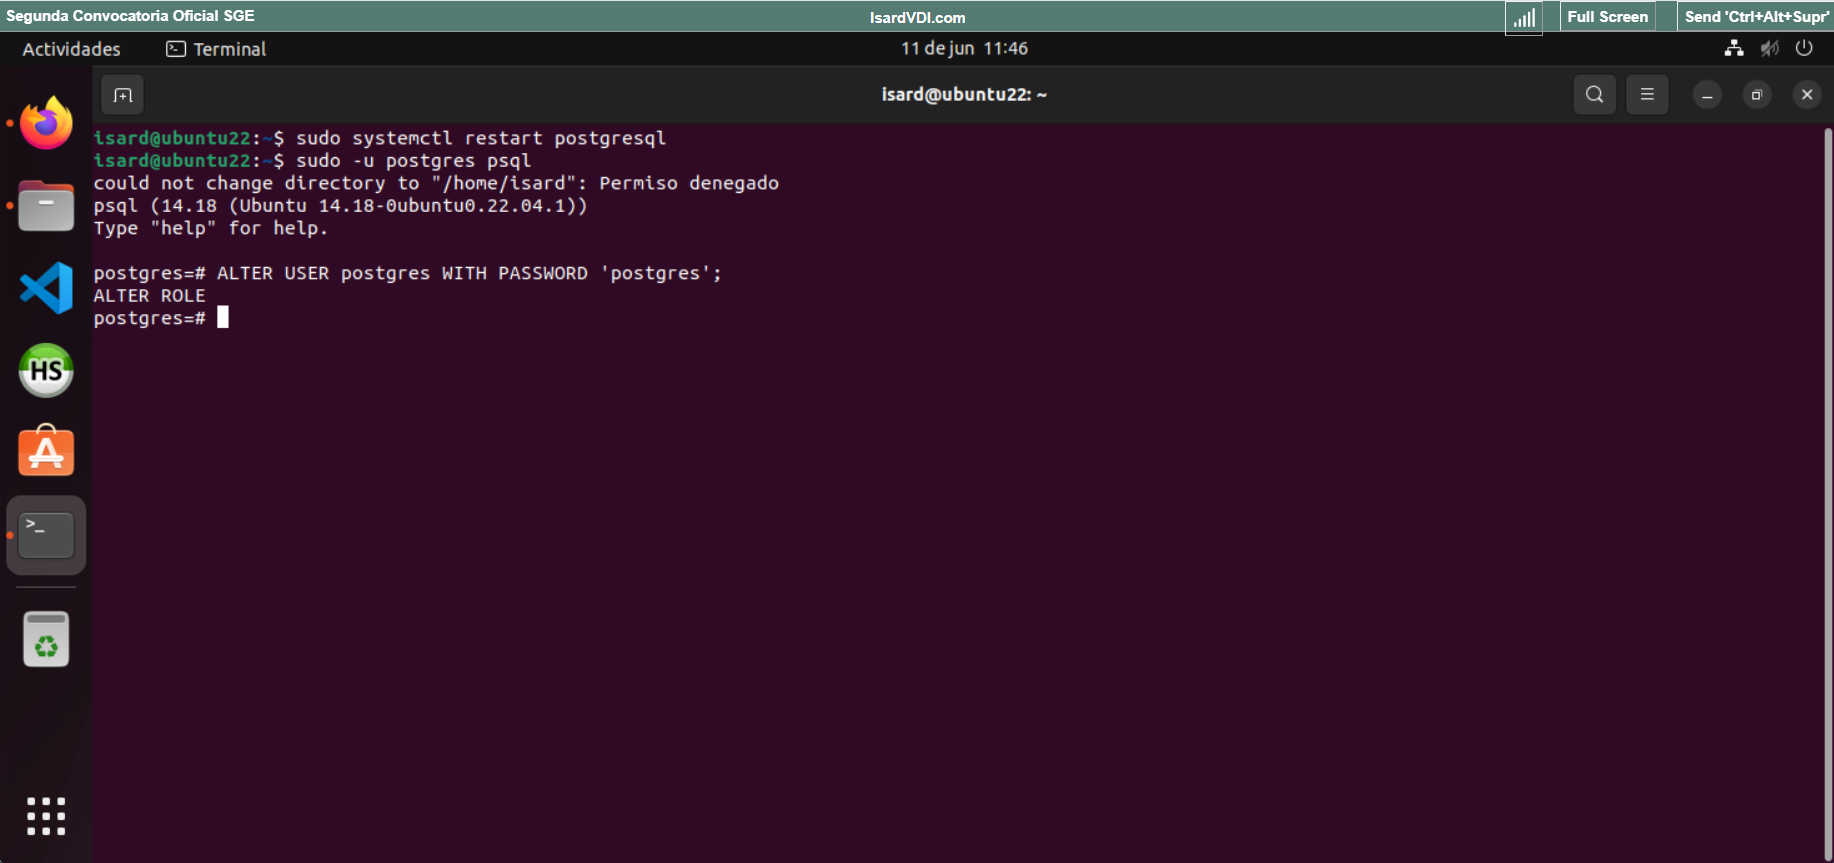 Segunda Convocatoria Oficial SGE
IsardVDI.com
Full Screen
Send 'Ctrl+Alt+Supr'
Actividades
Terminal
11 de jun 11:46
isard@ubuntu22: ~
isard@ubuntu22:~$ sudo systemctl restart postgresql
isard@ubuntu22:~$ sudo -u postgres psql
could not change directory to "/home/isard": Permiso denegado
psql (14.18 (Ubuntu 14.18-0ubuntu0.22.04.1))
Type "help" for help.
postgres=# ALTER USER postgres WITH PASSWORD 'postgres';
ALTER ROLE
postgres=#
HS
>_